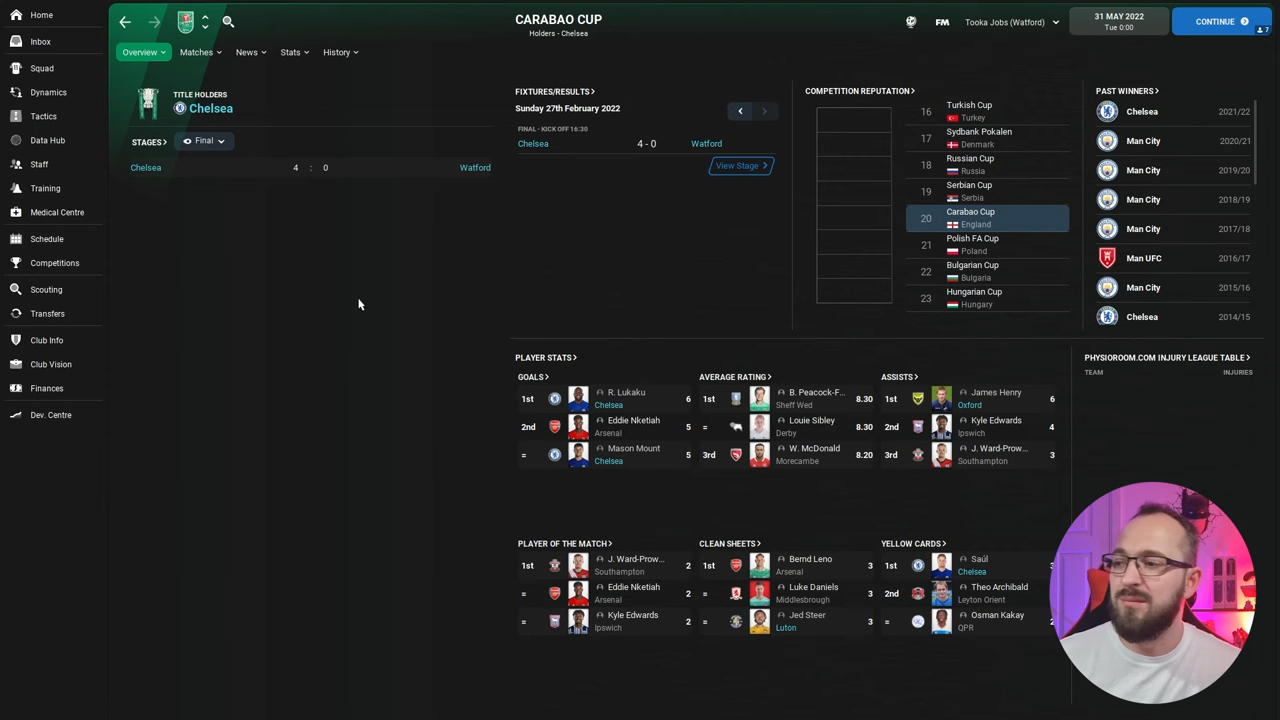 Home
Inbox
Squad
Dynamics
Tactics
Data Hub
Staff
Training
Medical Centre
Schedule
Competitions
Scouting
Transfers
Club Info
Club Vision
Finances
Dev. Centre
CARABAO CUP
Holders - Chelsea
FM
Tooka Jobs (Watford)
31 MAY 2022
Tue 0:00
CONTINUE
7
Overview
Matches
News
Stats
History
TITLE HOLDERS
Chelsea
STAGES
Final
Chelsea 4 : 0 Watford
FIXTURES/RESULTS
Sunday 27th February 2022
FINAL - KICK OFF 16:30
Chelsea 4 - 0 Watford
View Stage
COMPETITION REPUTATION
16 Turkish Cup
Turkey
17 Sydbank Pokalen
Denmark
18 Russian Cup
Russia
19 Serbian Cup
Serbia
20 Carabao Cup
England
21 Polish FA Cup
Poland
22 Bulgarian Cup
Bulgaria
23 Hungarian Cup
Hungary
PAST WINNERS
Chelsea 2021/22
Man City 2020/21
Man City 2019/20
Man City 2018/19
Man City 2017/18
Man UFC 2016/17
Man City 2015/16
Chelsea 2014/15
PLAYER STATS
GOALS
1st R. Lukaku 6
Chelsea
2nd Eddie Nketiah 5
Arsenal
= Mason Mount 5
Chelsea
AVERAGE RATING
1st B. Peacock-F... 8.30
Sheff Wed
= Louie Sibley 8.30
Derby
3rd W. McDonald 8.20
Morecambe
ASSISTS
1st James Henry 6
Oxford
2nd Kyle Edwards 4
Ipswich
3rd J. Ward-Prow... 3
Southampton
PHYSIOROOM.COM INJURY LEAGUE TABLE
TEAM INJURIES
PLAYER OF THE MATCH
1st J. Ward-Prow... 2
Southampton
= Eddie Nketiah 2
Arsenal
= Kyle Edwards 2
Ipswich
CLEAN SHEETS
1st Bernd Leno 3
Arsenal
= Luke Daniels 3
Middlesbrough
= Jed Steer 3
Luton
YELLOW CARDS
1st Saúl
Chelsea
2nd Theo Archibald
Leyton Orient
= Osman Kakay
QPR